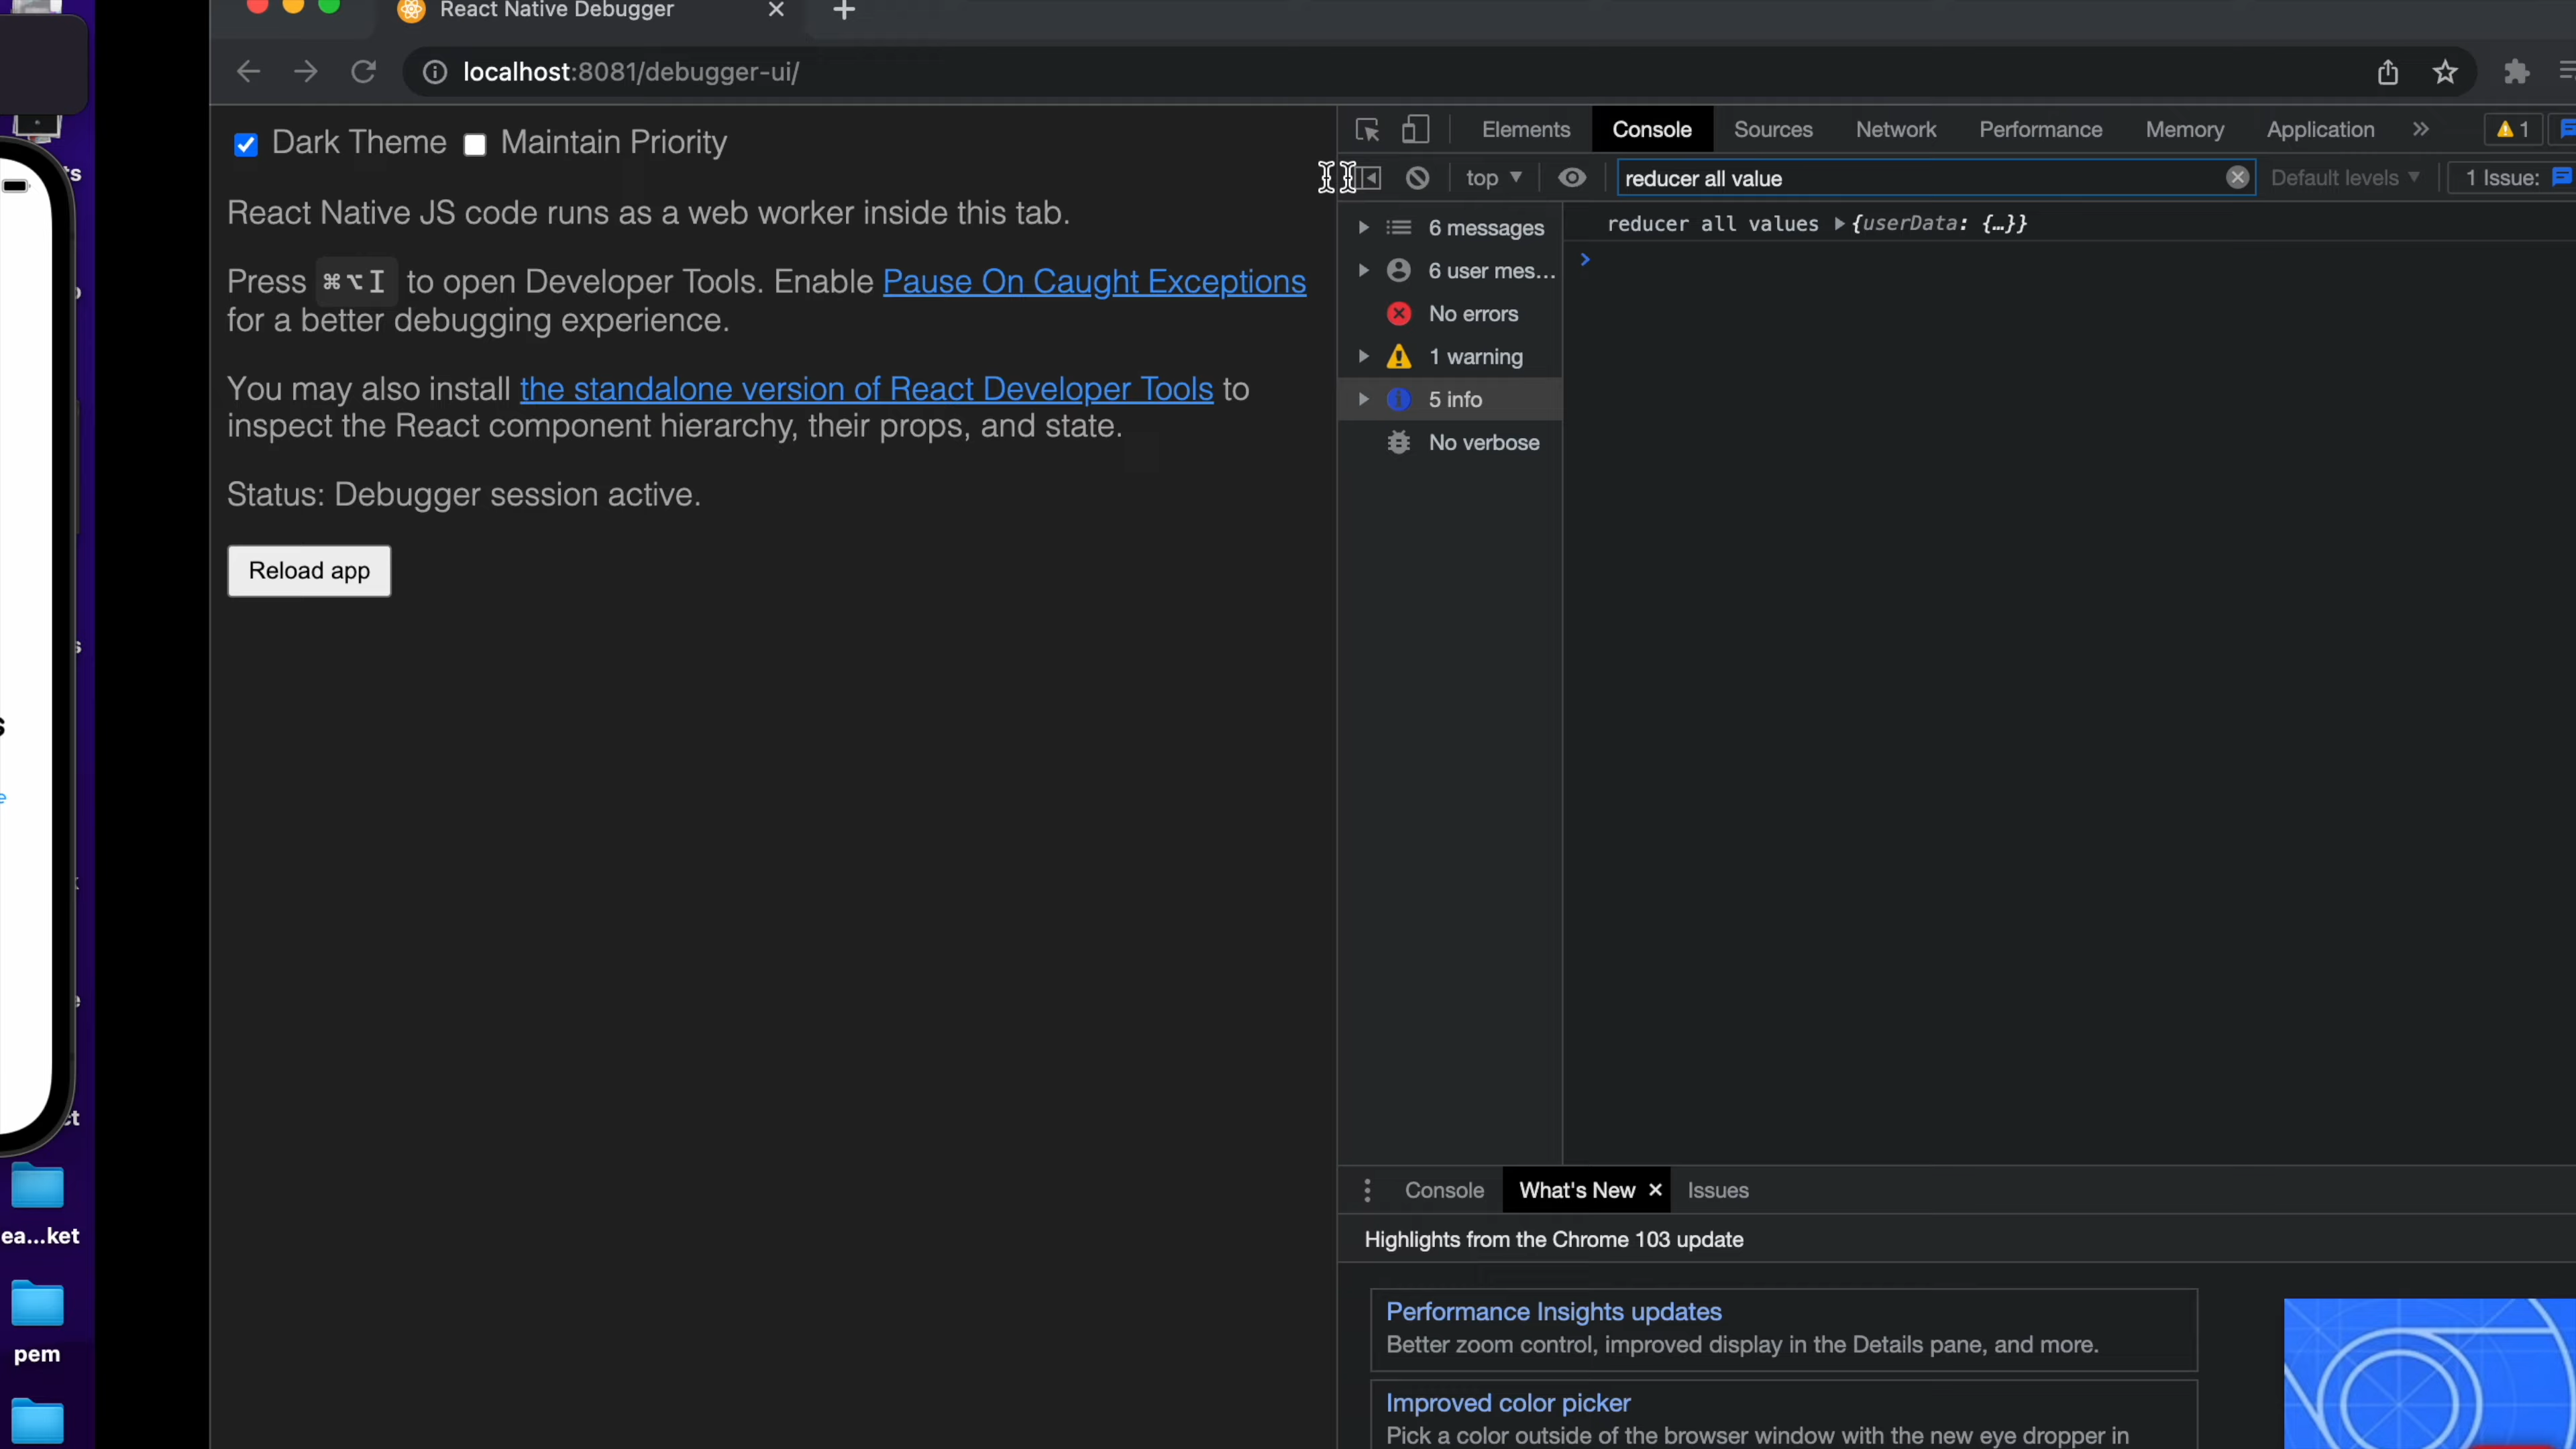 React Native Debugger
localhost:8081/debugger-ui/
Dark Theme Maintain Priority
React Native JS code runs as a web worker inside this tab.
Press ⌘⌥I to open Developer Tools. Enable Pause On Caught Exceptions
for a better debugging experience.
You may also install the standalone version of React Developer Tools to
inspect the React component hierarchy, their props, and state.
Status: Debugger session active.
Reload app
Elements Console Sources Network Performance Memory Application » 1
top reducer all value Default levels 1 Issue:
6 messages
6 user mes...
No errors
1 warning
5 info
No verbose
reducer all values ▶{userData: {…}}
Console What's New Issues
Highlights from the Chrome 103 update
Performance Insights updates
Better zoom control, improved display in the Details pane, and more.
Improved color picker
Pick a color outside of the browser window with the new eye dropper in
ea...ket
pem